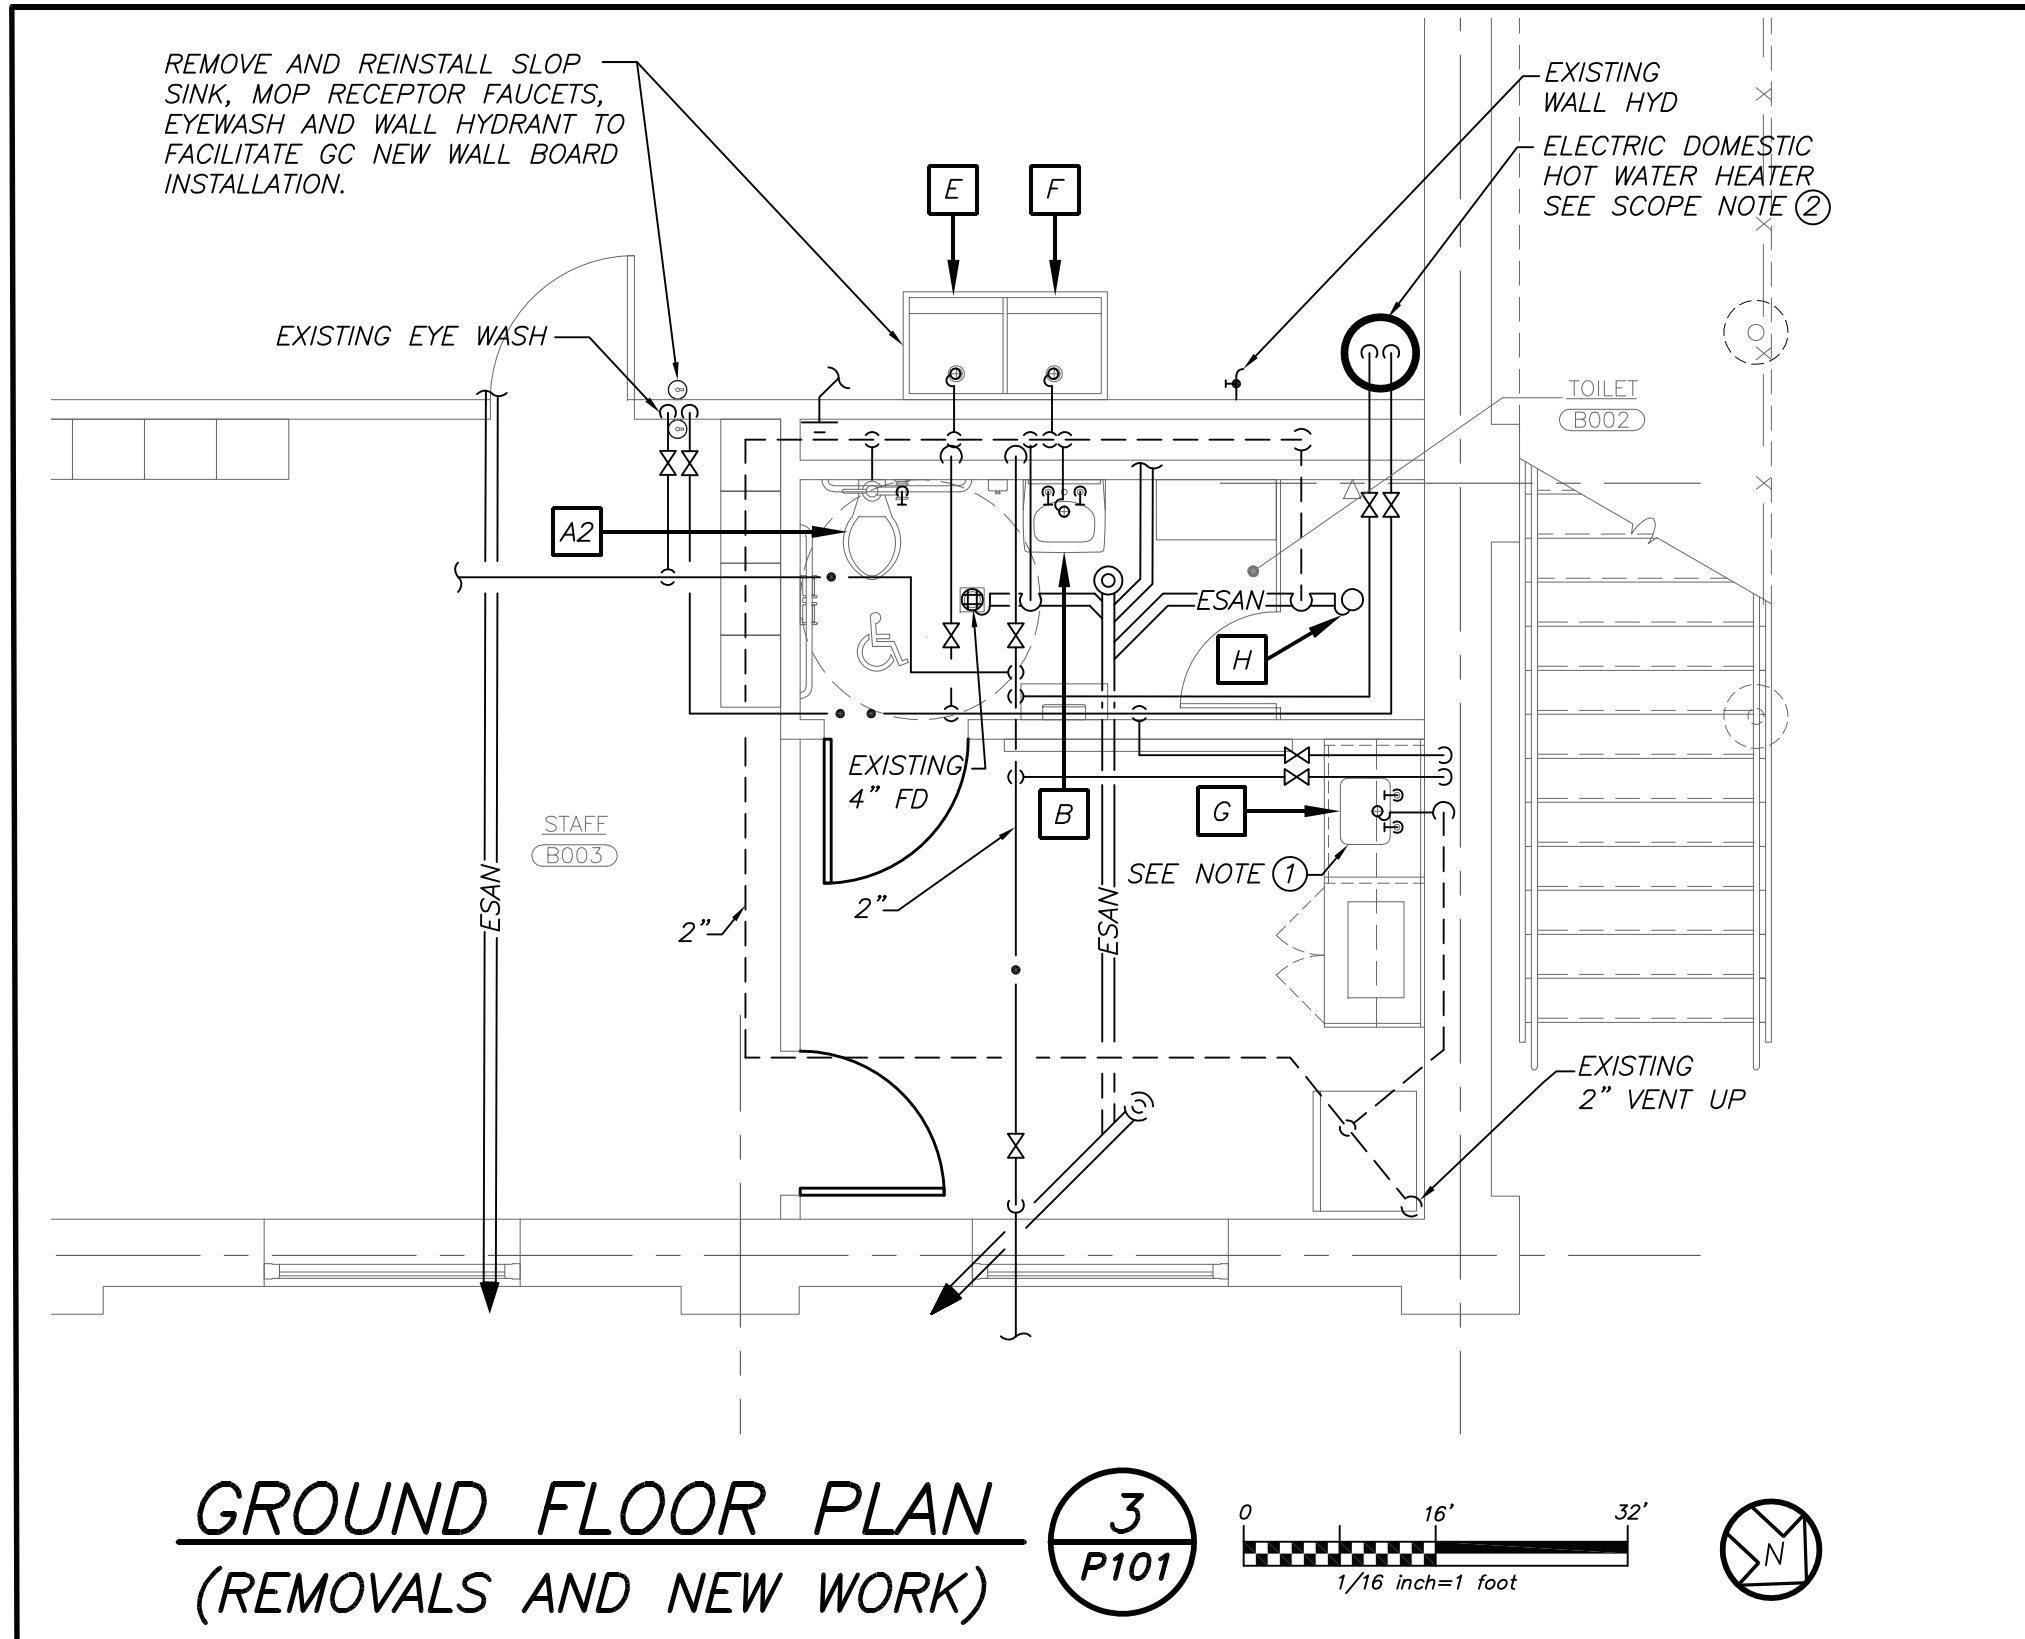 REMOVE AND REINSTALL SLOP
SINK, MOP RECEPTOR FAUCETS,
EYEWASH AND WALL HYDRANT TO
FACILITATE GC NEW WALL BOARD
INSTALLATION.
EXISTING
WALL HYD
ELECTRIC DOMESTIC
HOT WATER HEATER
SEE SCOPE NOTE 2
E
F
EXISTING EYE WASH
TOILET
B002
A2
ESAN
H
EXISTING
4" FD
B
G
SEE NOTE 1
STAFF
B003
ESAN
2"
2"
ESAN
EXISTING
2" VENT UP
GROUND FLOOR PLAN
(REMOVALS AND NEW WORK)
3
P101
0 16' 32'
1/16 inch=1 foot
N